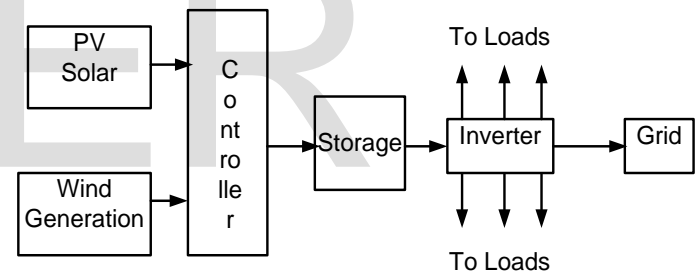 PV
Solar
Wind
Generation
C
o
nt
ro
lle
r
Storage
To Loads
Inverter
To Loads
Grid